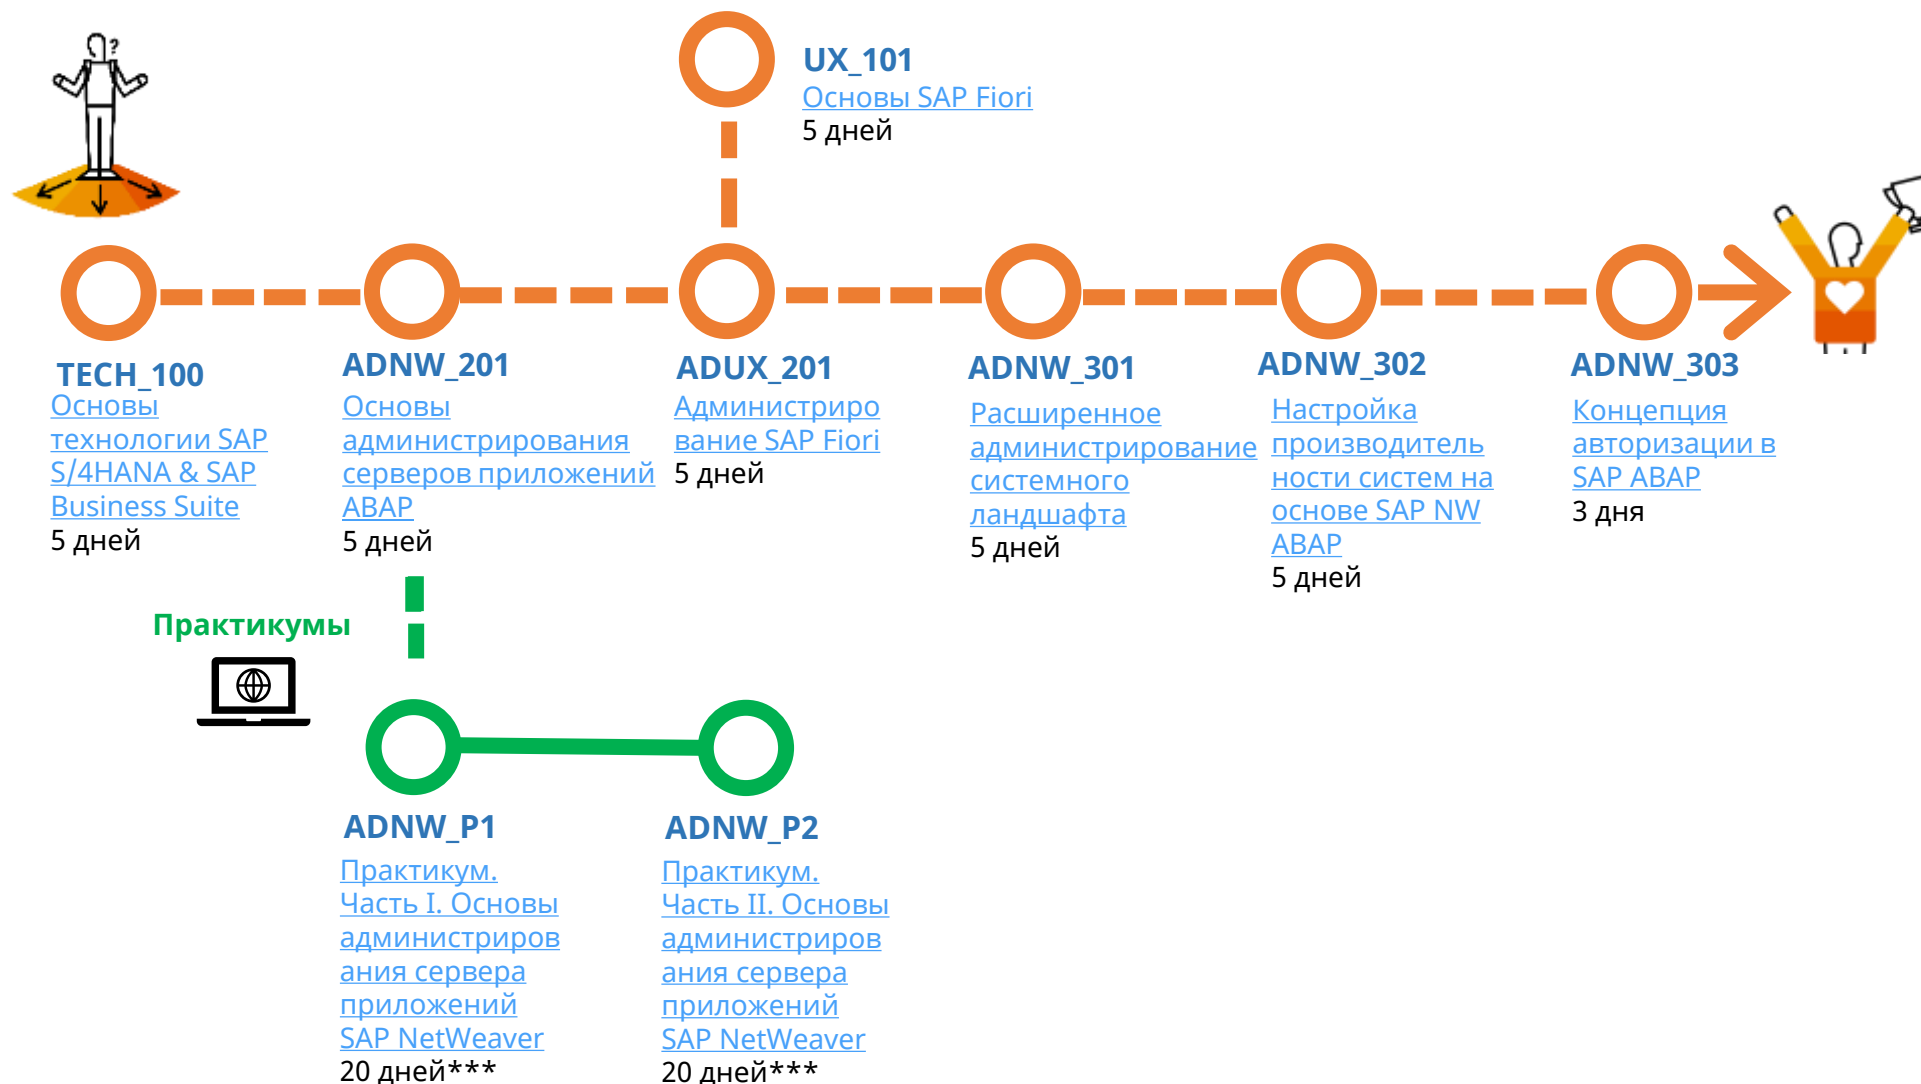 ?
UX_101
Основы SAP Fiori
5 дней
TECH_100
Основы
технологии SAP
S/4HANA & SAP
Business Suite
5 дней
ADNW_201
Основы
администрирования
серверов приложений
ABAP
5 дней
ADUX_201
Администриро
вание SAP Fiori
5 дней
ADNW_301
Расширенное
администрирование
системного
ландшафта
5 дней
ADNW_302
Настройка
производитель
ности систем на
основе SAP NW
ABAP
5 дней
ADNW_303
Концепция
авторизации в
SAP ABAP
3 дня
Практикумы
ADNW_P1
Практикум.
Часть I. Основы
администриров
ания сервера
приложений
SAP NetWeaver
20 дней***
ADNW_P2
Практикум.
Часть II. Основы
администриров
ания сервера
приложений
SAP NetWeaver
20 дней***